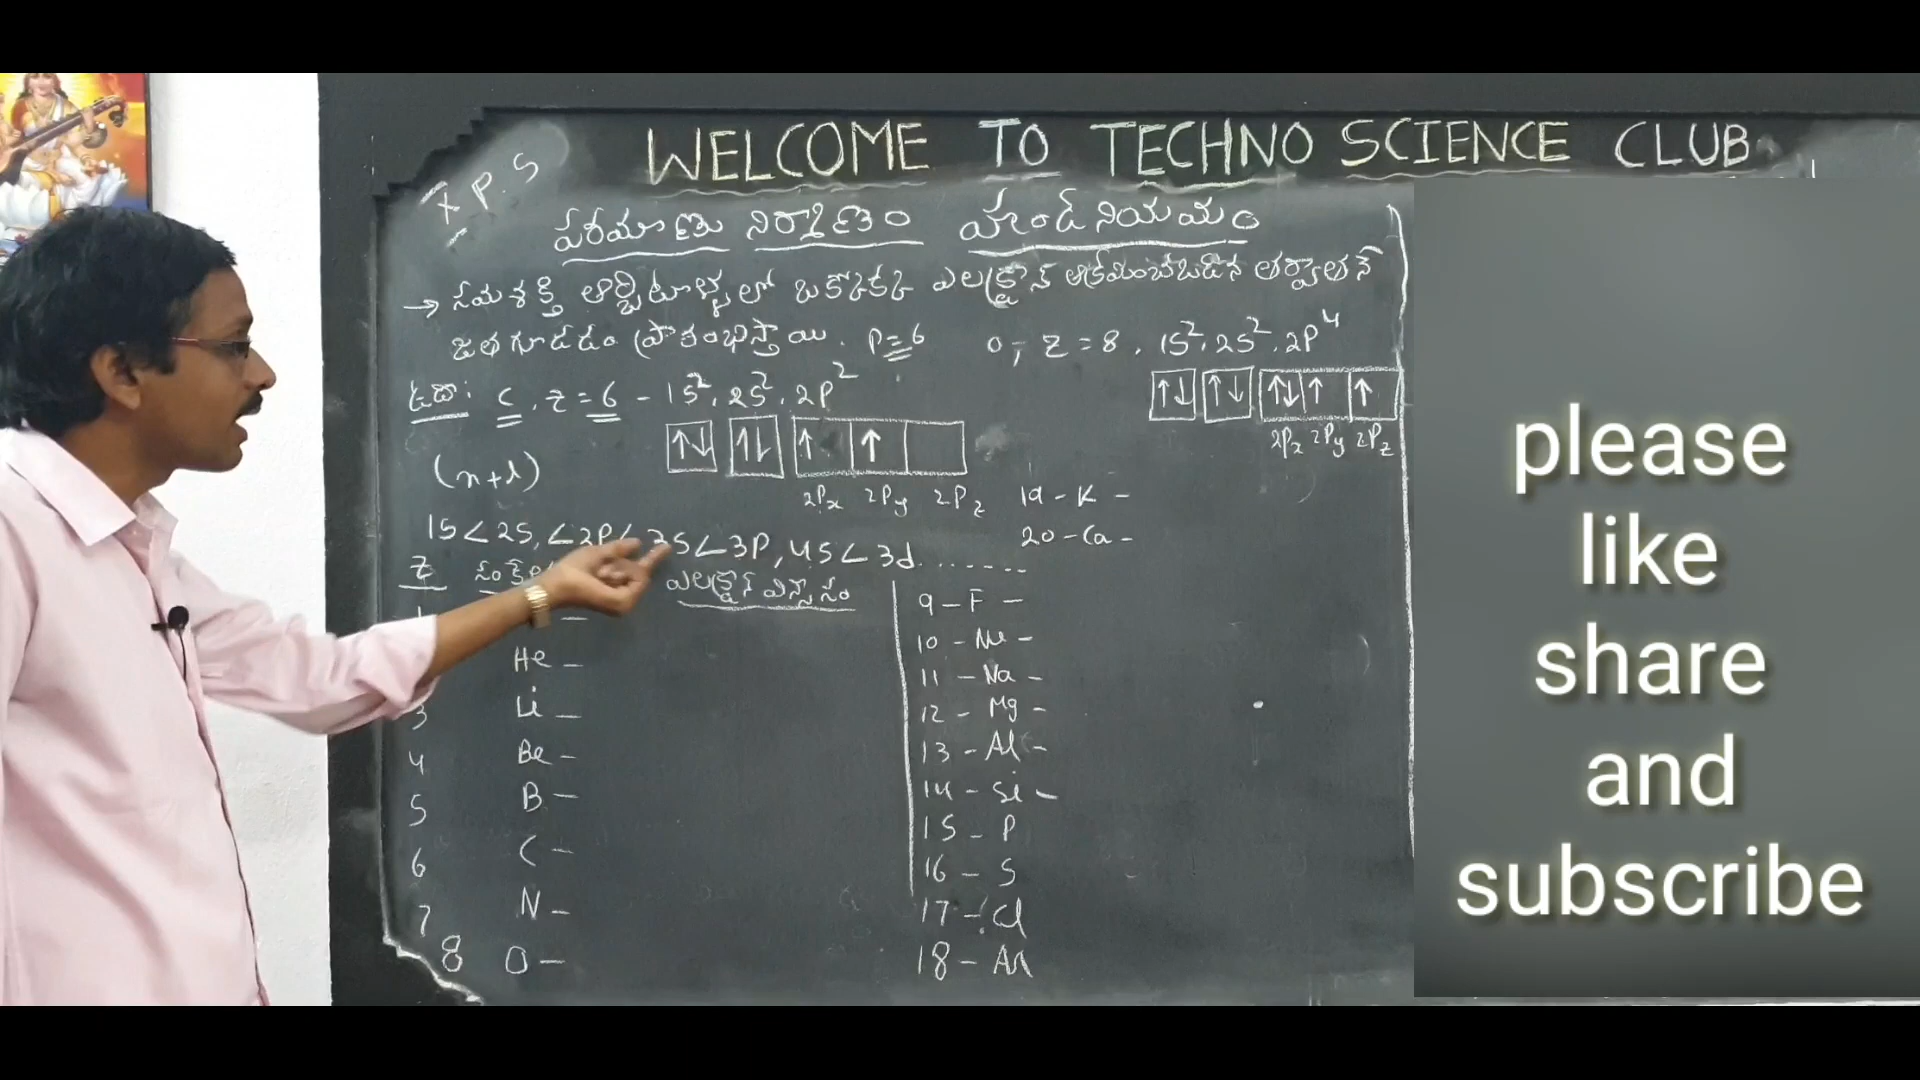 WELCOME TO TECHNO SCIENCE CLUB
X P.S
పరమాణు నిర్మాణం హుండ్ నియమం
→ సమశక్తి ఆర్బిటాళ్ళలో ఒక్కొక్క ఎలక్ట్రాన్ ఆక్రమించబడిన తర్వాతనే
జతగూడడం ప్రారంభిస్తాయి. P=6
O, Z = 8, 1S², 2S², 2P⁴
ఉదా: C, Z = 6 - 1S², 2S², 2P²
↑↓ ↑↓ ↑↓ ↑ ↑
2Px 2Py 2Pz
↑↓ ↑↓ ↑ ↑
2Px 2Py 2Pz
(n+l)
1S<2S,<2P<3S<3P,4S<3d.......
19 - K -
20 - Ca -
Z ఎలక్ట్రాన్ విన్యాసం
He -
3 Li -
4 Be -
5 B -
6 C -
7 N -
8 O -
9 - F -
10 - Ne -
11 - Na -
12 - Mg -
13 - Al -
14 - Si -
15 - P
16 - S
17 - Cl
18 - Ar
please
like
share
and
subscribe